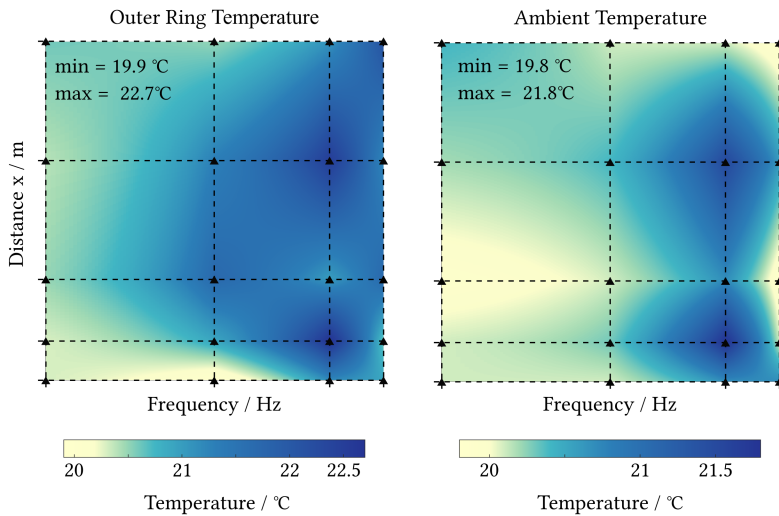 Outer Ring Temperature
min = 19.9 ℃
max = 22.7℃
Distance x / m
Frequency / Hz
20 21 22 22.5
Temperature / ℃
Ambient Temperature
min = 19.8 ℃
max = 21.8℃
Frequency / Hz
20 21 21.5
Temperature / ℃